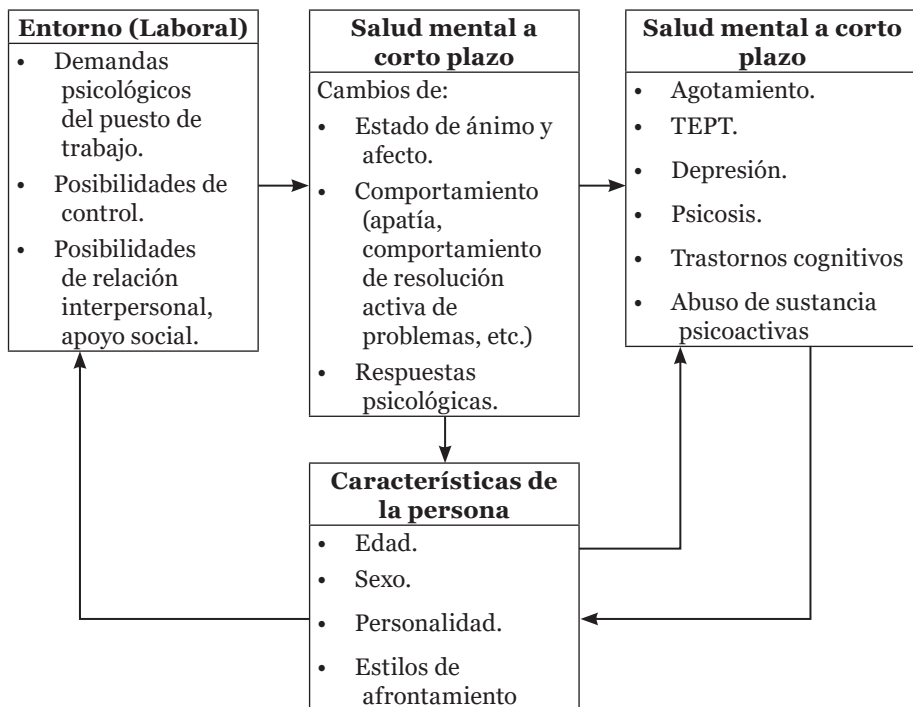 Entorno (Laboral)
• Demandas
psicológicos
del puesto de
trabajo.
• Posibilidades de
control.
• Posibilidades
de relación
interpersonal,
apoyo social.
Salud mental a
corto plazo
Cambios de:
• Estado de ánimo y
afecto.
• Comportamiento
(apatía,
comportamiento
de resolución
activa de
problemas, etc.)
• Respuestas
psicológicas.
Salud mental a corto
plazo
• Agotamiento.
• TEPT.
• Depresión.
• Psicosis.
• Trastornos cognitivos
• Abuso de sustancia
psicoactivas
Características de
la persona
• Edad.
• Sexo.
• Personalidad.
• Estilos de
afrontamiento